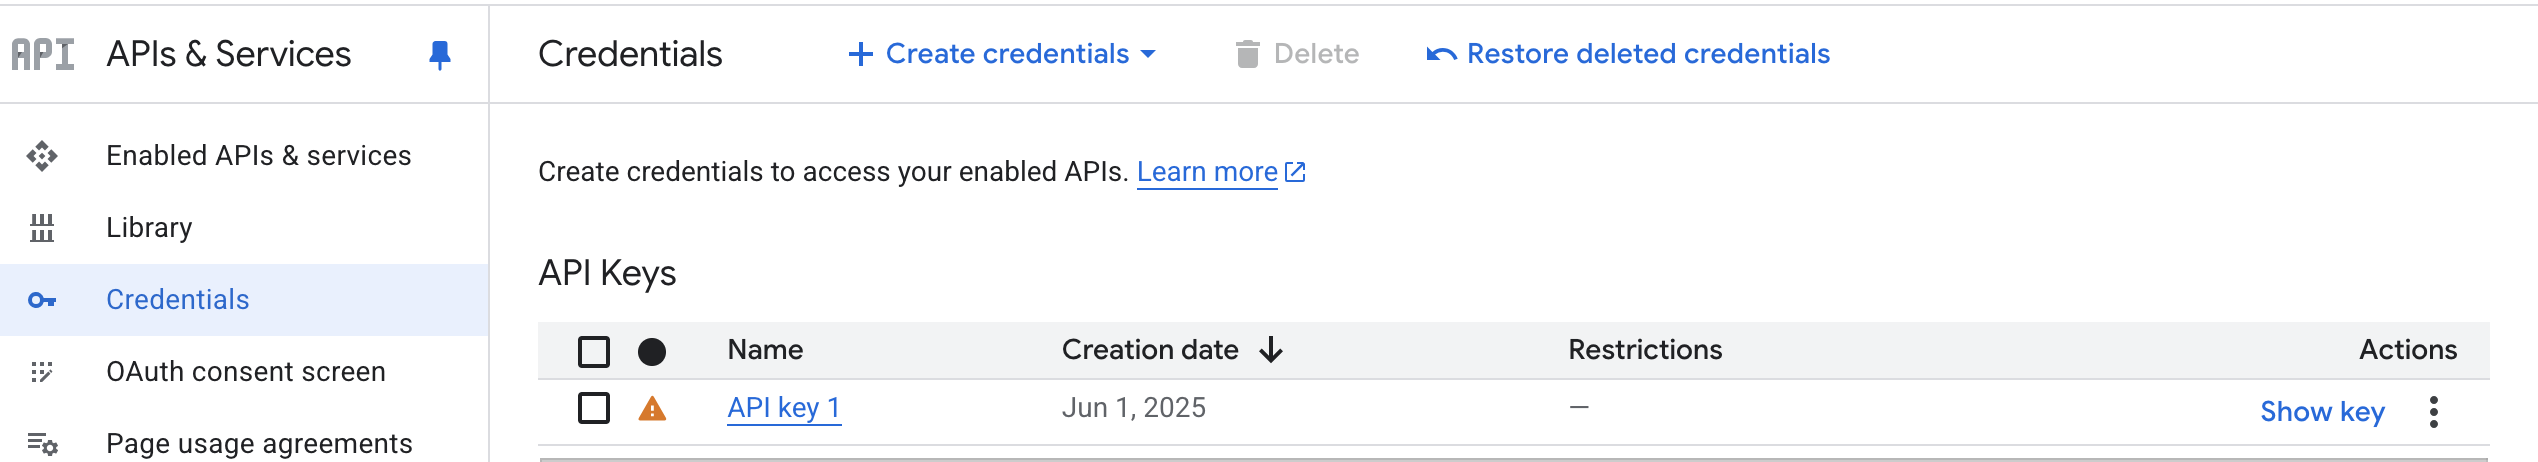 API APIs & Services
Credentials
Create credentials
Delete
Restore deleted credentials
Enabled APIs & services
Library
Credentials
OAuth consent screen
Page usage agreements
Create credentials to access your enabled APIs. Learn more
API Keys
Name Creation date Restrictions Actions
API key 1 Jun 1, 2025 — Show key